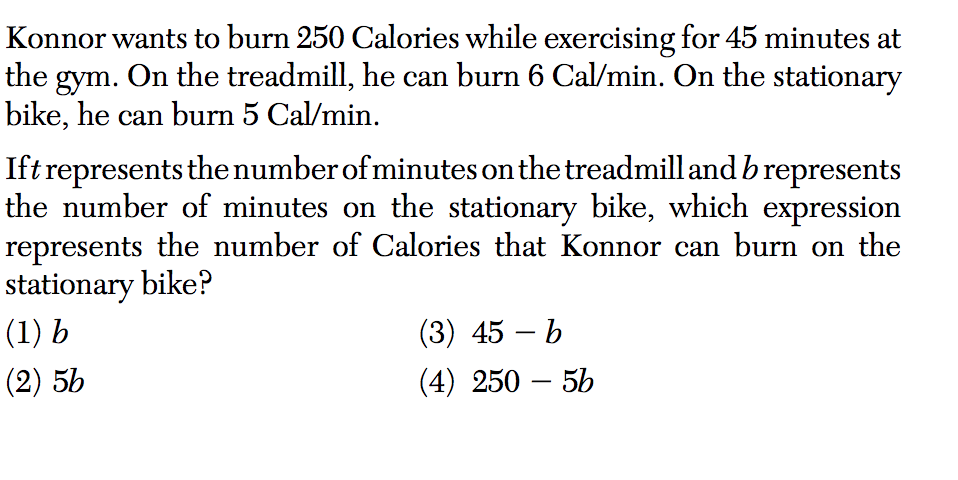 Konnor wants to burn 250 Calories while exercising for 45 minutes at
the gym. On the treadmill, he can burn 6 Cal/min. On the stationary
bike, he can burn 5 Cal/min.
If t represents the number of minutes on the treadmill and b represents
the number of minutes on the stationary bike, which expression
represents the number of Calories that Konnor can burn on the
stationary bike?
(1) b (3) 45 – b
(2) 5b (4) 250 – 5b